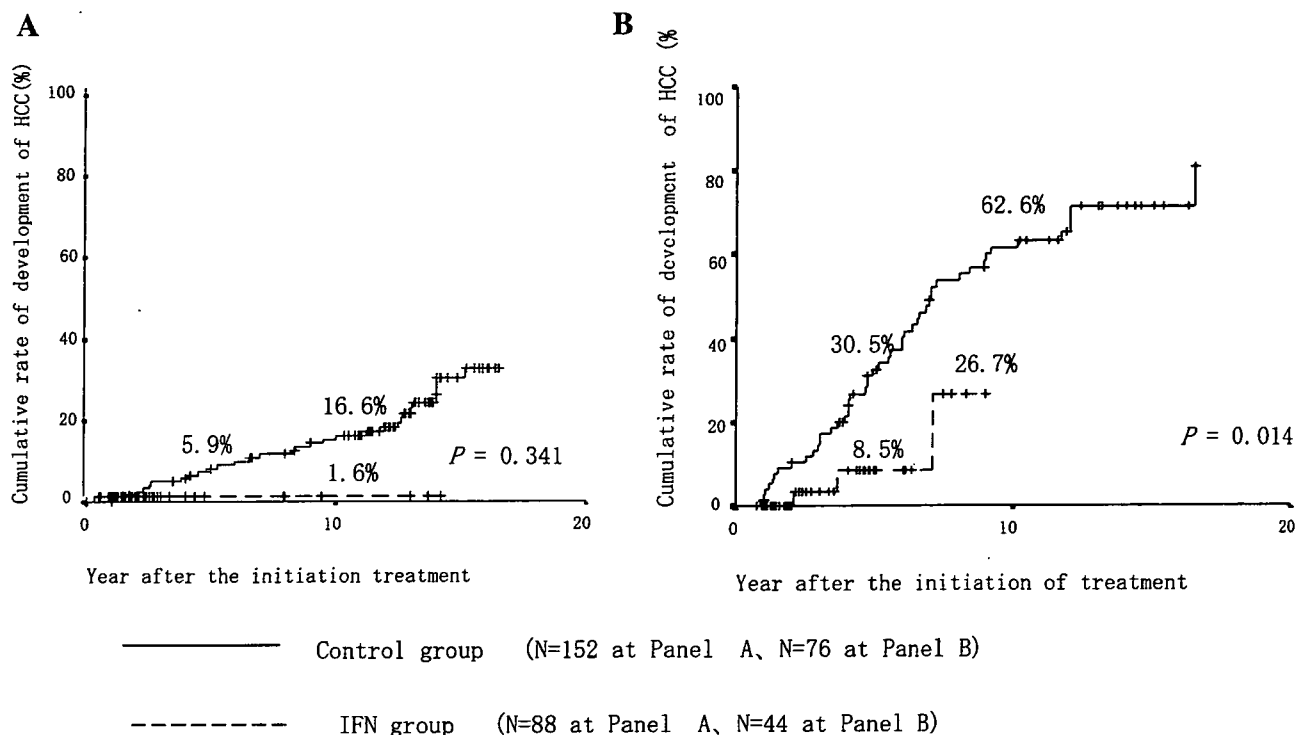 A
Cumulative rate of development of HCC(%)
100
80
60
40
20
0
5.9%
16.6%
1.6%
P = 0.341
0
10
20
Year after the initiation treatment
B
Cumulative rate of development of HCC (%
100
80
60
40
20
0
62.6%
30.5%
26.7%
8.5%
P = 0.014
0
10
20
Year after the initiation of treatment
Control group (N=152 at Panel A、N=76 at Panel B)
IFN group (N=88 at Panel A、N=44 at Panel B)